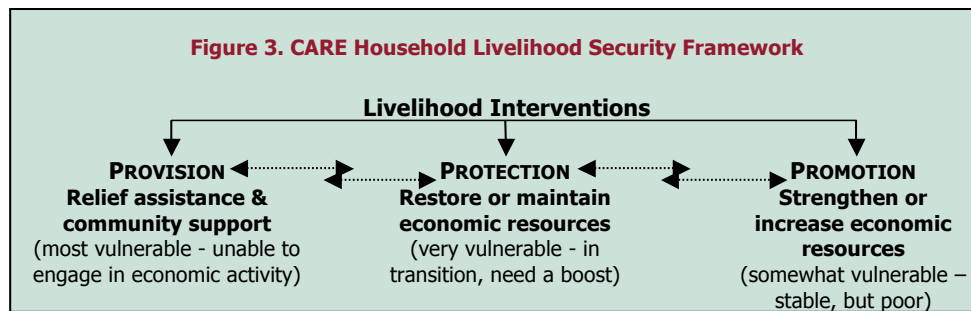 Figure 3. CARE Household Livelihood Security Framework
Livelihood Interventions
PROVISION
Relief assistance &
community support
(most vulnerable - unable to
engage in economic activity)
PROTECTION
Restore or maintain
economic resources
(very vulnerable - in
transition, need a boost)
PROMOTION
Strengthen or
increase economic
resources
(somewhat vulnerable –
stable, but poor)